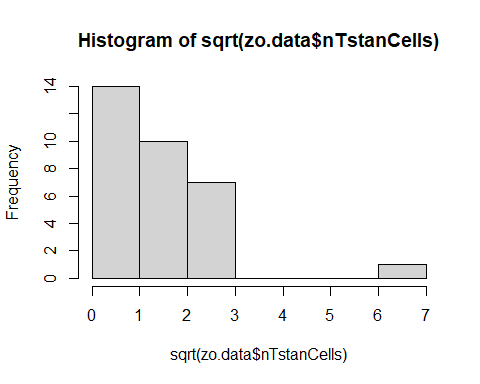 Histogram of sqrt(zo.data$nTstanCells)
Frequency
14
10
8
6
4
2
0
0 1 2 3 4 5 6 7
sqrt(zo.data$nTstanCells)